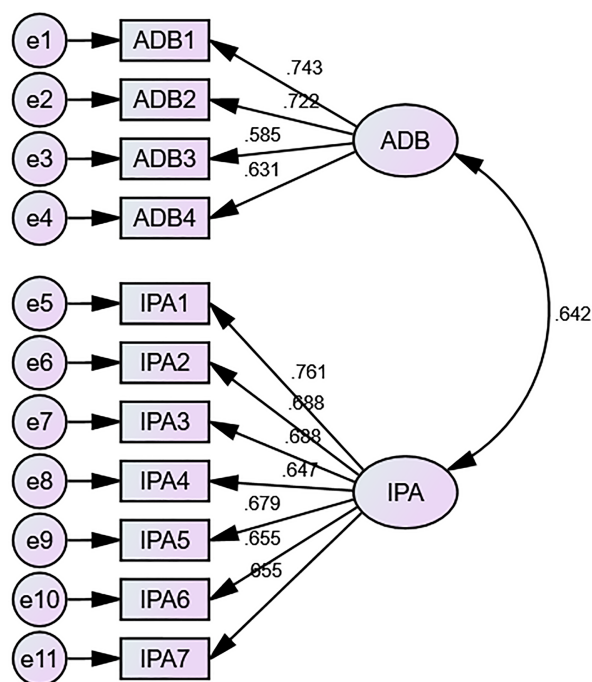 e1 ADB1
.743
e2 ADB2
.722
.585
ADB
e3 ADB3
.631
e4 ADB4
e5 IPA1
.642
e6 IPA2
.761
.688
e7 IPA3
.688
.647
e8 IPA4
IPA
.679
e9 IPA5
.655
.655
e10 IPA6
e11 IPA7